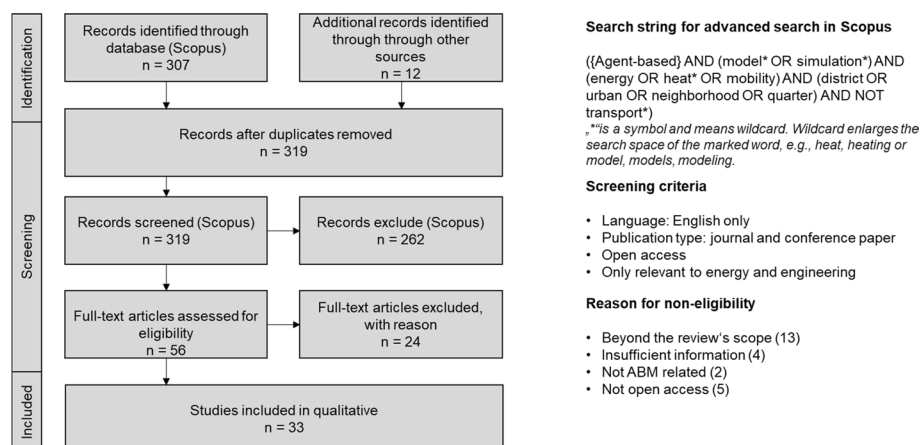 Identification
Records identified through
database (Scopus)
n = 307
Additional records identified
through through other
sources
n = 12
Screening
Records after duplicates removed
n = 319
Records screened (Scopus)
n = 319
Records exclude (Scopus)
n = 262
Full-text articles assessed for
eligibility
n = 56
Full-text articles excluded,
with reason
n = 24
Included
Studies included in qualitative
n = 33
Search string for advanced search in Scopus
({Agent-based} AND (model* OR simulation*) AND
(energy OR heat* OR mobility) AND (district OR
urban OR neighborhood OR quarter) AND NOT
transport*)
„*“is a symbol and means wildcard. Wildcard enlarges the
search space of the marked word, e.g., heat, heating or
model, models, modeling.
Screening criteria
• Language: English only
• Publication type: journal and conference paper
• Open access
• Only relevant to energy and engineering
Reason for non-eligibility
• Beyond the review‘s scope (13)
• Insufficient information (4)
• Not ABM related (2)
• Not open access (5)